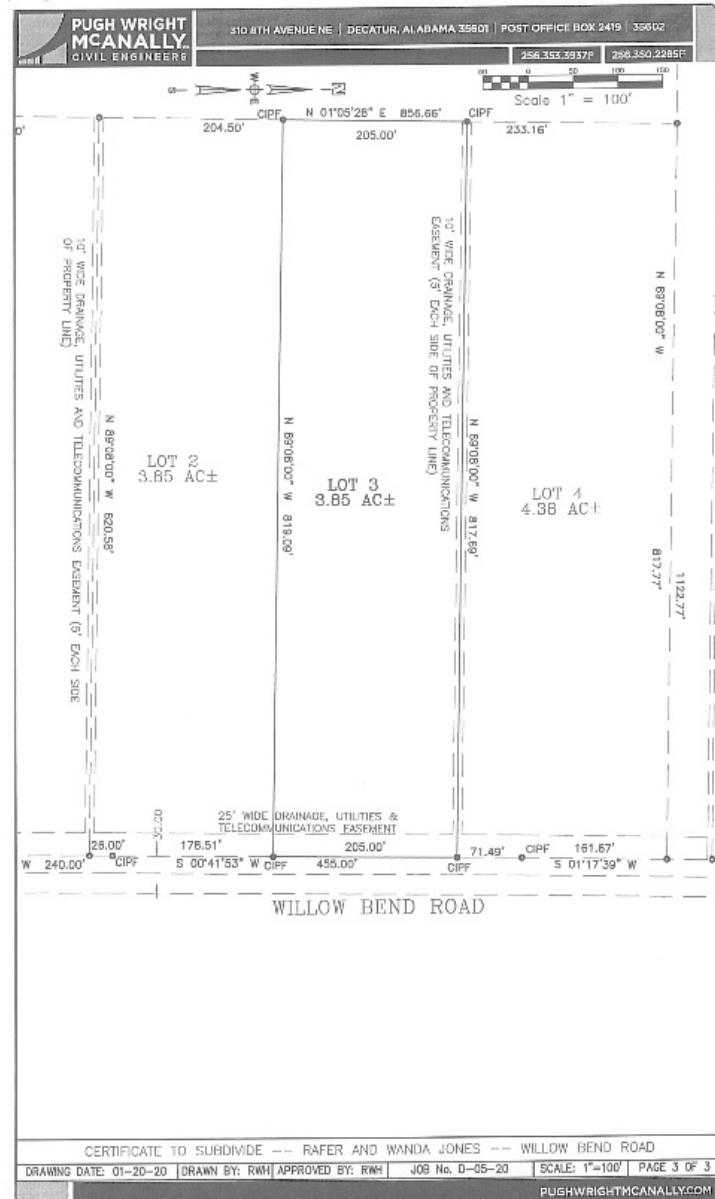 PUGH WRIGHT
MCANALLY
CIVIL ENGINEERS
310 8TH AVENUE NE | DECATUR, ALABAMA 35601 | POST OFFICE BOX 2419 | 35602
256.353.3937P 256.350.2285F
S W E N
50 0 50 100 150
Scale 1" = 100'
0' 204.50' CIPF N 01°05'28" E 856.66' CIPF 233.16'
205.00'
10' WIDE DRAINAGE, UTILITIES AND TELECOMMUNICATIONS EASEMENT (5' EACH SIDE
OF PROPERTY LINE)
N 89°08'00" W 820.58'
LOT 2
3.85 AC±
N 89°08'00" W 819.09'
LOT 3
3.85 AC±
10' WIDE DRAINAGE, UTILITIES AND TELECOMMUNICATIONS
EASEMENT (5' EACH SIDE OF PROPERTY LINE)
N 89°08'00" W 817.69'
LOT 4
4.38 AC±
N 89°08'00" W
817.77'
1122.77'
25' WIDE DRAINAGE, UTILITIES &
TELECOMMUNICATIONS EASEMENT
30.00
26.00' 178.51' 205.00' 71.49' CIPF 161.67'
W 240.00' CIPF S 00°41'53" W CIPF 455.00' CIPF S 01°17'39" W
WILLOW BEND ROAD
CERTIFICATE TO SUBDIVIDE -- RAFER AND WANDA JONES -- WILLOW BEND ROAD
DRAWING DATE: 01-20-20 DRAWN BY: RWH APPROVED BY: RWH JOB No. D-05-20 SCALE: 1"=100' PAGE 3 OF 3
PUGHWRIGHTMCANALLY.COM